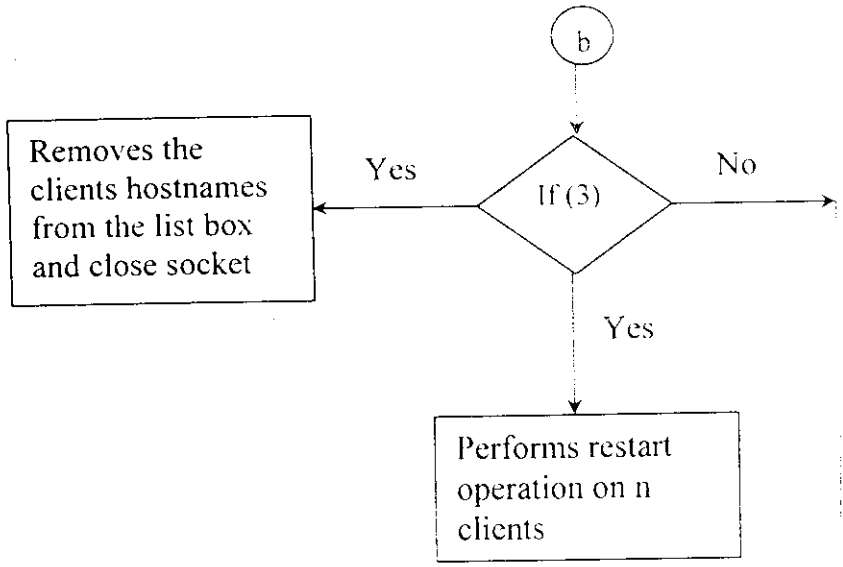 b
Removes the
clients hostnames
from the list box
and close socket
Yes
If (3)
No
Yes
Performs restart
operation on n
clients